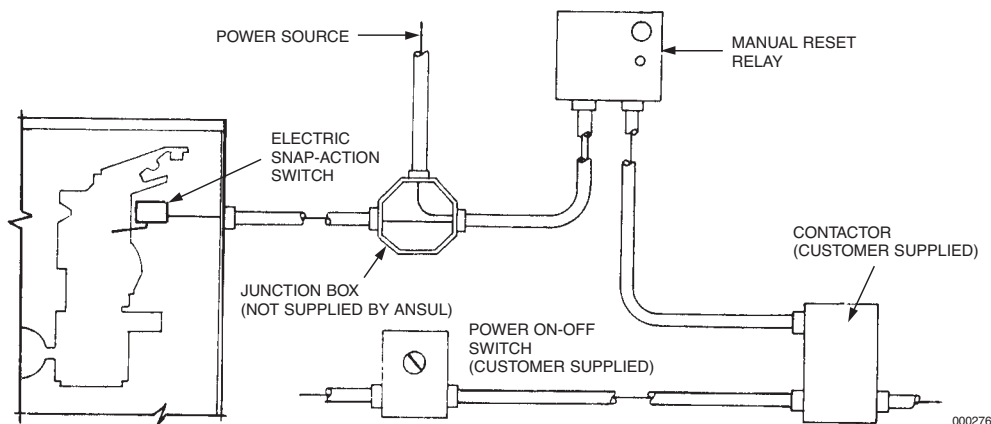 POWER SOURCE
MANUAL RESET
RELAY
ELECTRIC
SNAP-ACTION
SWITCH
CONTACTOR
(CUSTOMER SUPPLIED)
JUNCTION BOX
(NOT SUPPLIED BY ANSUL)
POWER ON-OFF
SWITCH
(CUSTOMER SUPPLIED)
000276